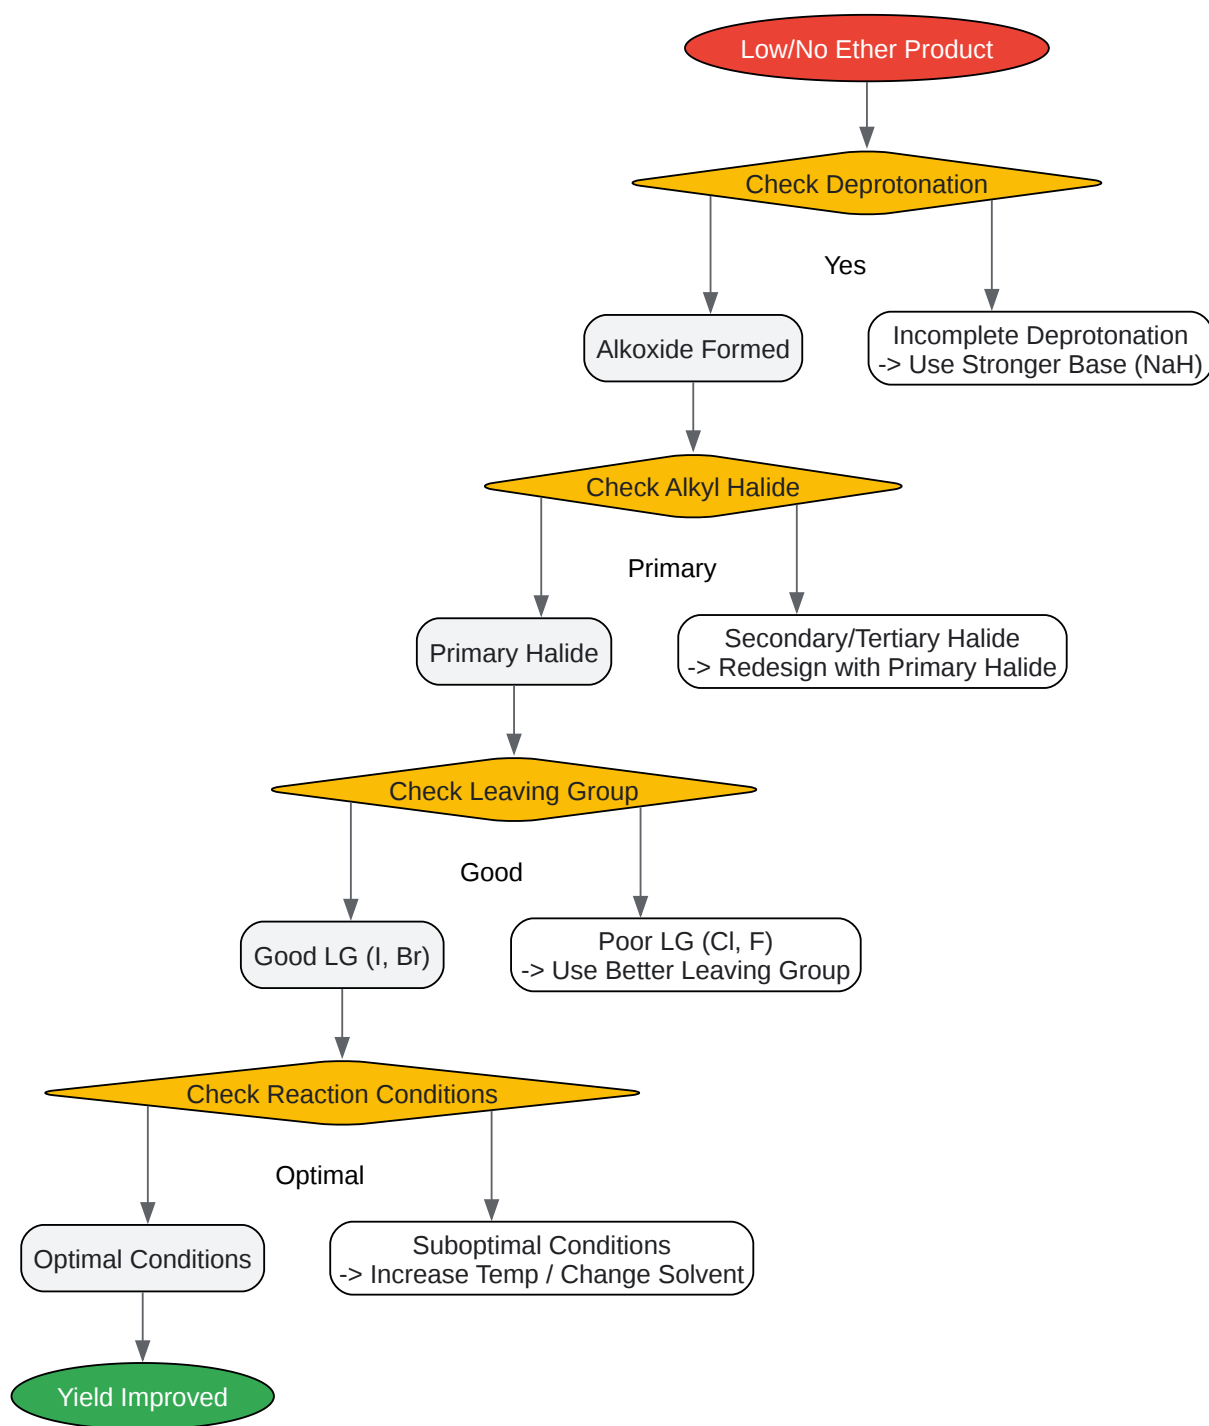 Low/No Ether Product
Check Deprotonation
Yes
Alkoxide Formed
Incomplete Deprotonation
-> Use Stronger Base (NaH)
Check Alkyl Halide
Primary
Primary Halide
Secondary/Tertiary Halide
-> Redesign with Primary Halide
Check Leaving Group
Good
Good LG (I, Br)
Poor LG (Cl, F)
-> Use Better Leaving Group
Check Reaction Conditions
Optimal
Optimal Conditions
Suboptimal Conditions
-> Increase Temp / Change Solvent
Yield Improved